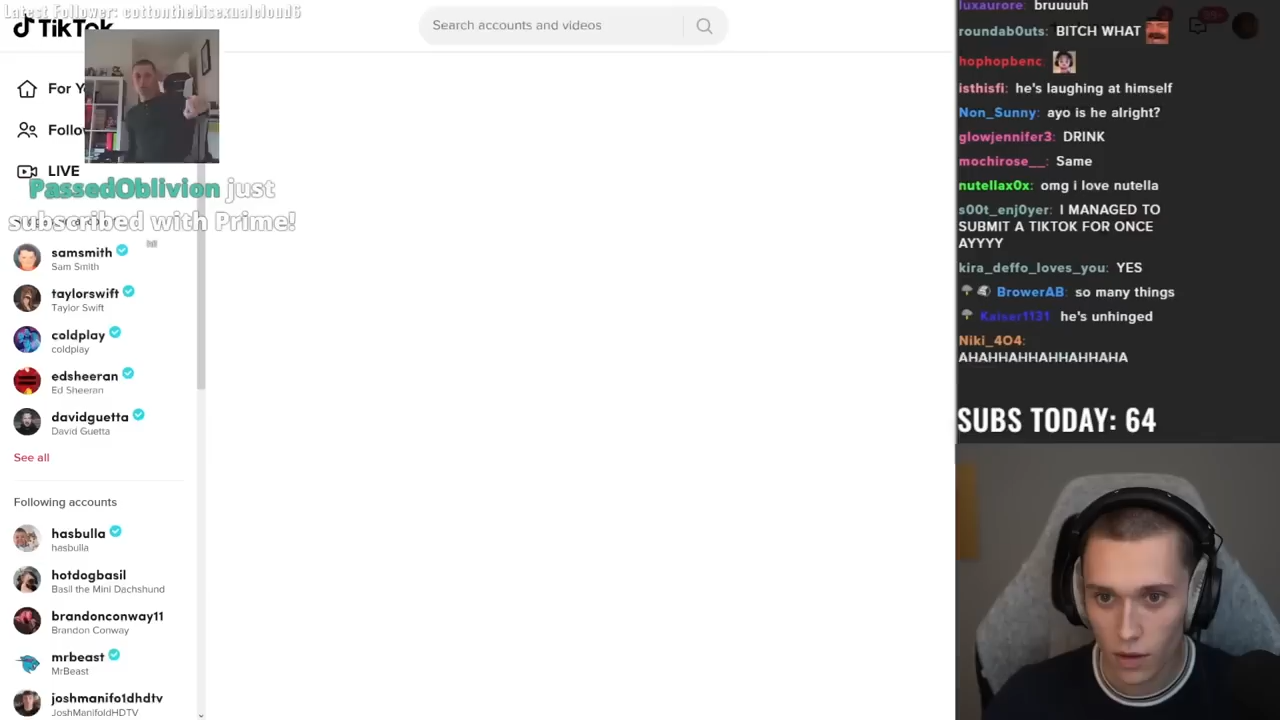 Latest Follower: cottonthebisexualcloud6
TikTok
Search accounts and videos
For Y
Follo
LIVE
PassedOblivion just
subscribed with Prime!
hi!
samsmith
Sam Smith
taylorswift
Taylor Swift
coldplay
coldplay
edsheeran
Ed Sheeran
davidguetta
David Guetta
See all
Following accounts
hasbulla
hasbulla
hotdogbasil
Basil the Mini Dachshund
brandonconway11
Brandon Conway
mrbeast
MrBeast
joshmanifo1dhdtv
JoshManifoldHDTV
luxaurore: bruuuuh
roundab0uts: BITCH WHAT
hophopbenc:
isthisfi: he's laughing at himself
Non_Sunny: ayo is he alright?
glowjennifer3: DRINK
mochirose__: Same
nutellax0x: omg i love nutella
s00t_enj0yer: I MANAGED TO
SUBMIT A TIKTOK FOR ONCE
AYYYY
kira_deffo_loves_you: YES
BrowerAB: so many things
Kaiser1131 he's unhinged
Niki_4O4:
AHAHHAHHAHHAHHAHA
SUBS TODAY: 64